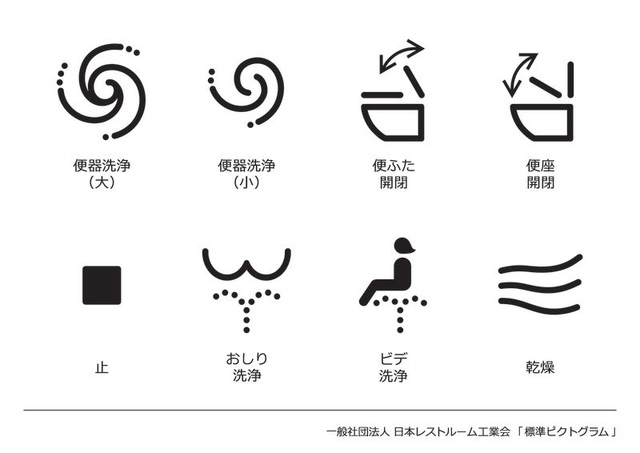 便器洗浄
（大）
便器洗浄
（小）
便ふた
開閉
便座
開閉
止
おしり
洗浄
ビデ
洗浄
乾燥
一般社団法人 日本レストルーム工業会 「 標準ピクトグラム 」